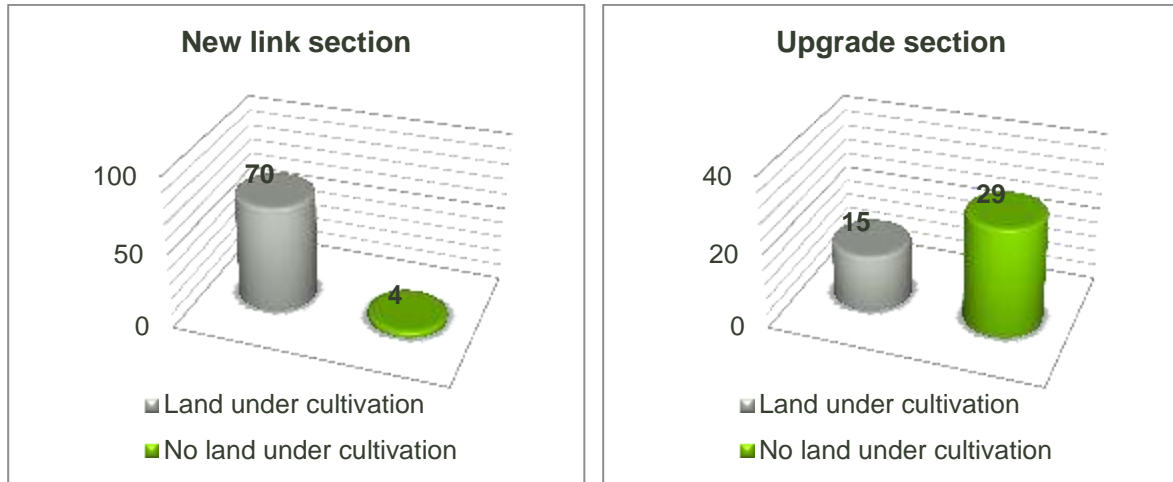 New link section
100
50
0
70
4
Land under cultivation
No land under cultivation
Upgrade section
40
20
0
15
29
Land under cultivation
No land under cultivation